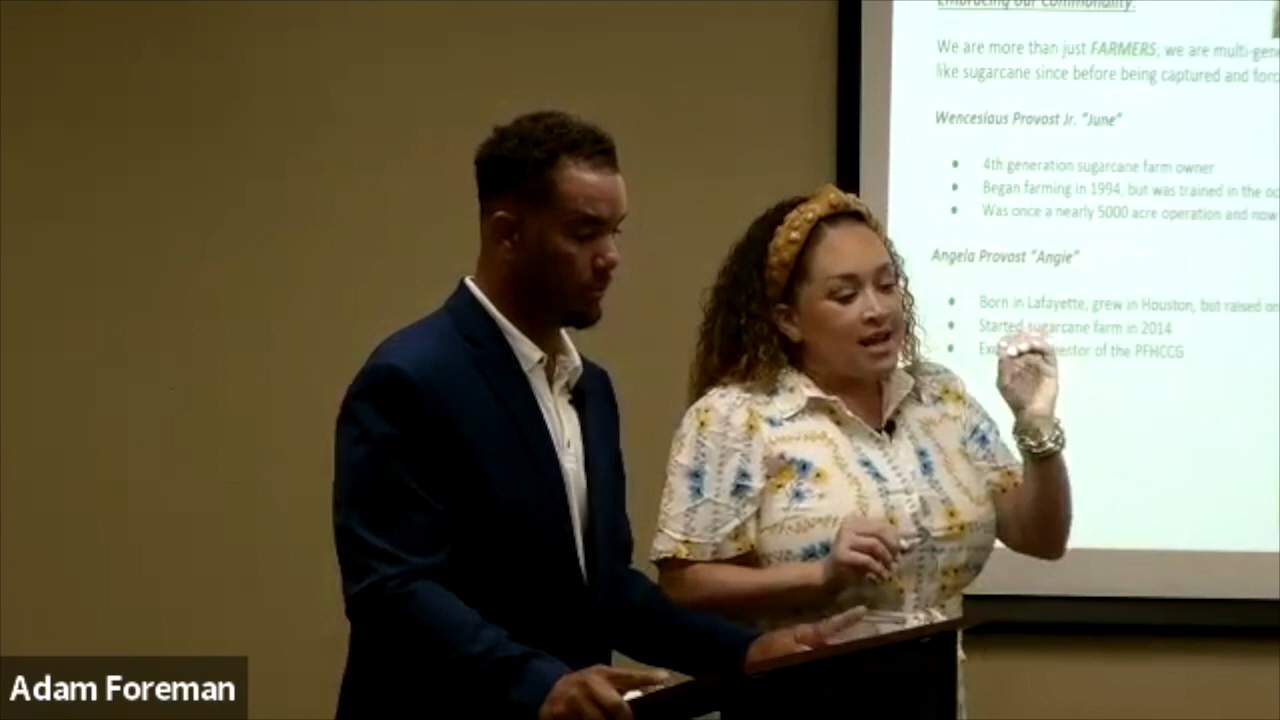 Embracing Our Commonality:
We are more than just FARMERS; we are multi-gene
like sugarcane since before being captured and forc
Wenceslaus Provost Jr. "June"
4th generation sugarcane farm owner
Began farming in 1994, but was trained in the
Was once a nearly 5000 acre operation and now
Angela Provost "Angie"
Born in Lafayette, grew in Houston, but raised on
Started sugarcane farm in 2014
of the PFHCCG
Adam Foreman